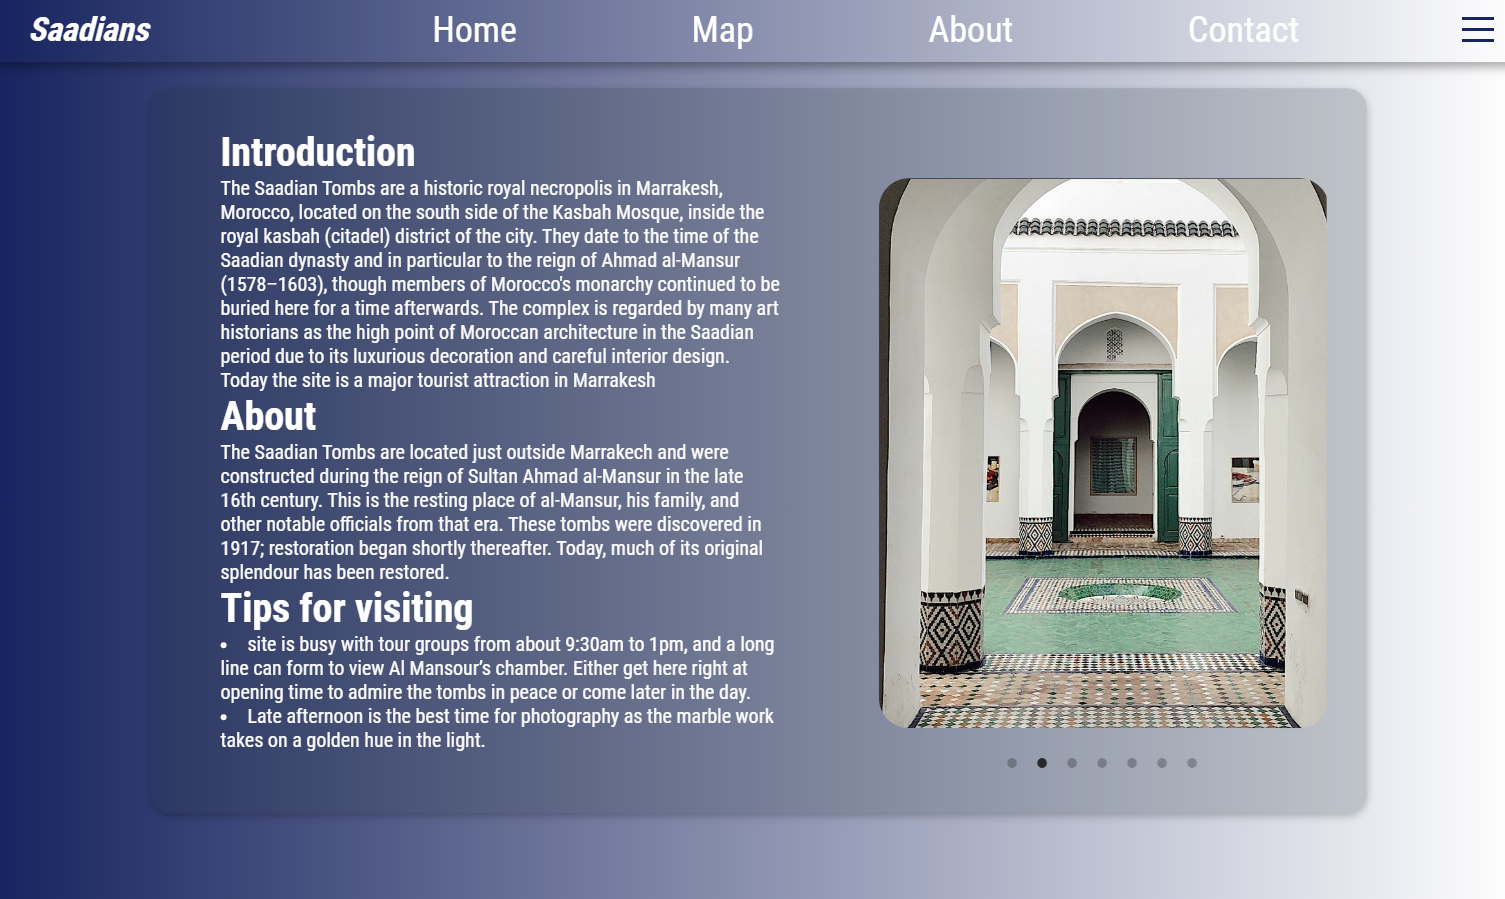 Saadians
Home
Map
About
Contact
Introduction
The Saadian Tombs are a historic royal necropolis in Marrakesh,
Morocco, located on the south side of the Kasbah Mosque, inside the
royal kasbah (citadel) district of the city. They date to the time of the
Saadian dynasty and in particular to the reign of Ahmad al-Mansur
(1578–1603), though members of Morocco's monarchy continued to be
buried here for a time afterwards. The complex is regarded by many art
historians as the high point of Moroccan architecture in the Saadian
period due to its luxurious decoration and careful interior design.
Today the site is a major tourist attraction in Marrakesh
About
The Saadian Tombs are located just outside Marrakech and were
constructed during the reign of Sultan Ahmad al-Mansur in the late
16th century. This is the resting place of al-Mansur, his family, and
other notable officials from that era. These tombs were discovered in
1917; restoration began shortly thereafter. Today, much of its original
splendour has been restored.
Tips for visiting
• site is busy with tour groups from about 9:30am to 1pm, and a long
line can form to view Al Mansour’s chamber. Either get here right at
opening time to admire the tombs in peace or come later in the day.
• Late afternoon is the best time for photography as the marble work
takes on a golden hue in the light.